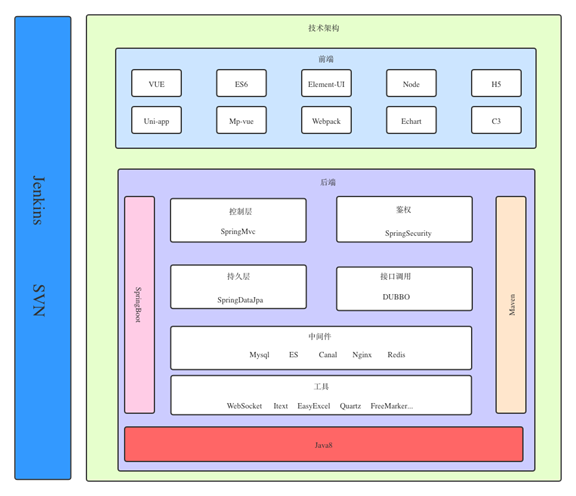 Jenkins
SVN
技术架构
前端
VUE
ES6
Element-UI
Node
H5
Uni-app
Mp-vue
Webpack
Echart
C3
后端
SpringBoot
控制层
SpringMvc
鉴权
SpringSecurity
持久层
SpringDataJpa
接口调用
DUBBO
中间件
Mysql ES Canal Nginx Redis
工具
WebSocket Itext EasyExcel Quartz FreeMarker...
Maven
Java8